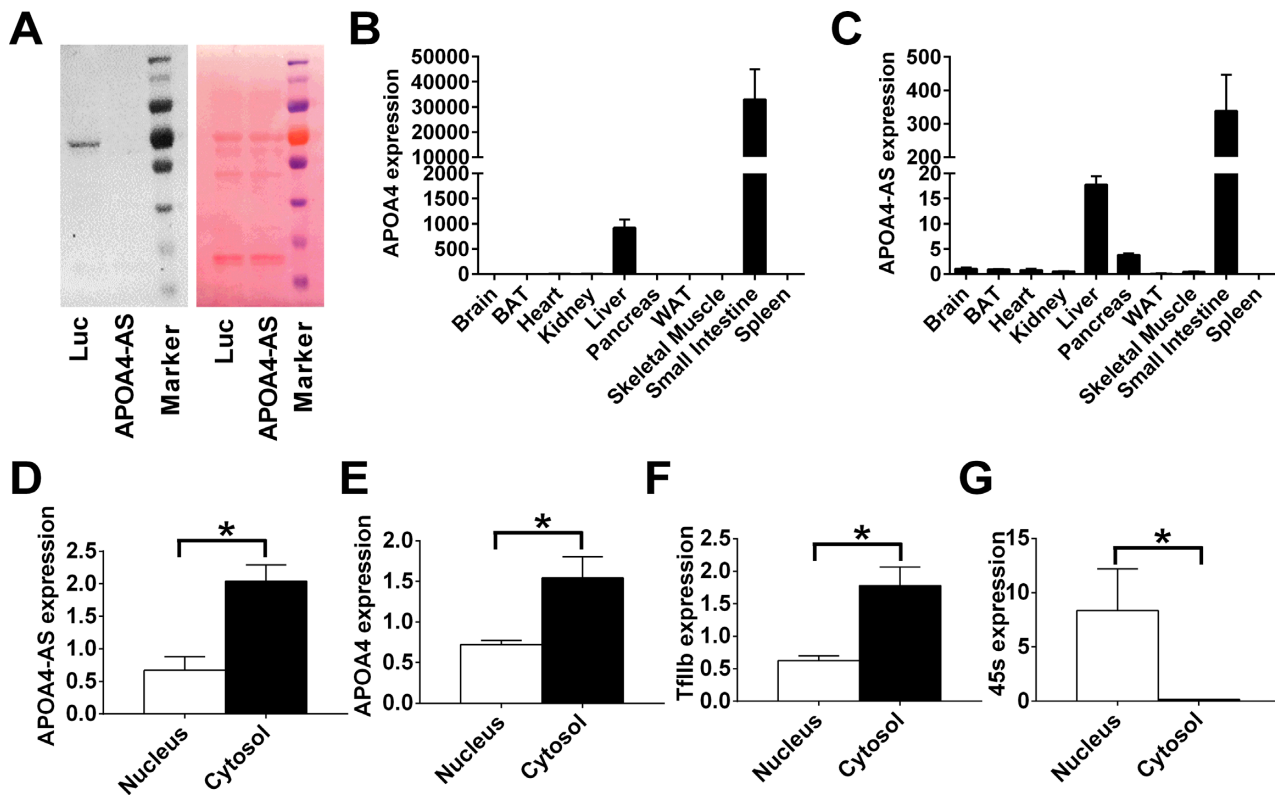 A
Luc
APOA4-AS
Marker
Luc
APOA4-AS
Marker
B
APOA4 expression
50000
40000
30000
20000
10000
2000
1500
1000
500
0
Brain
BAT
Heart
Kidney
Liver
Pancreas
WAT
Skeletal Muscle
Small Intestine
Spleen
C
APOA4-AS expression
500
400
300
200
20
15
10
5
0
Brain
BAT
Heart
Kidney
Liver
Pancreas
WAT
Skeletal Muscle
Small Intestine
Spleen
D
APOA4-AS expression
2.5
2.0
1.5
1.0
0.5
0.0
*
Nucleus
Cytosol
E
APOA4 expression
2.0
1.5
1.0
0.5
0.0
*
Nucleus
Cytosol
F
TfIIb expression
2.5
2.0
1.5
1.0
0.5
0.0
*
Nucleus
Cytosol
G
45s expression
15
10
5
0
*
Nucleus
Cytosol